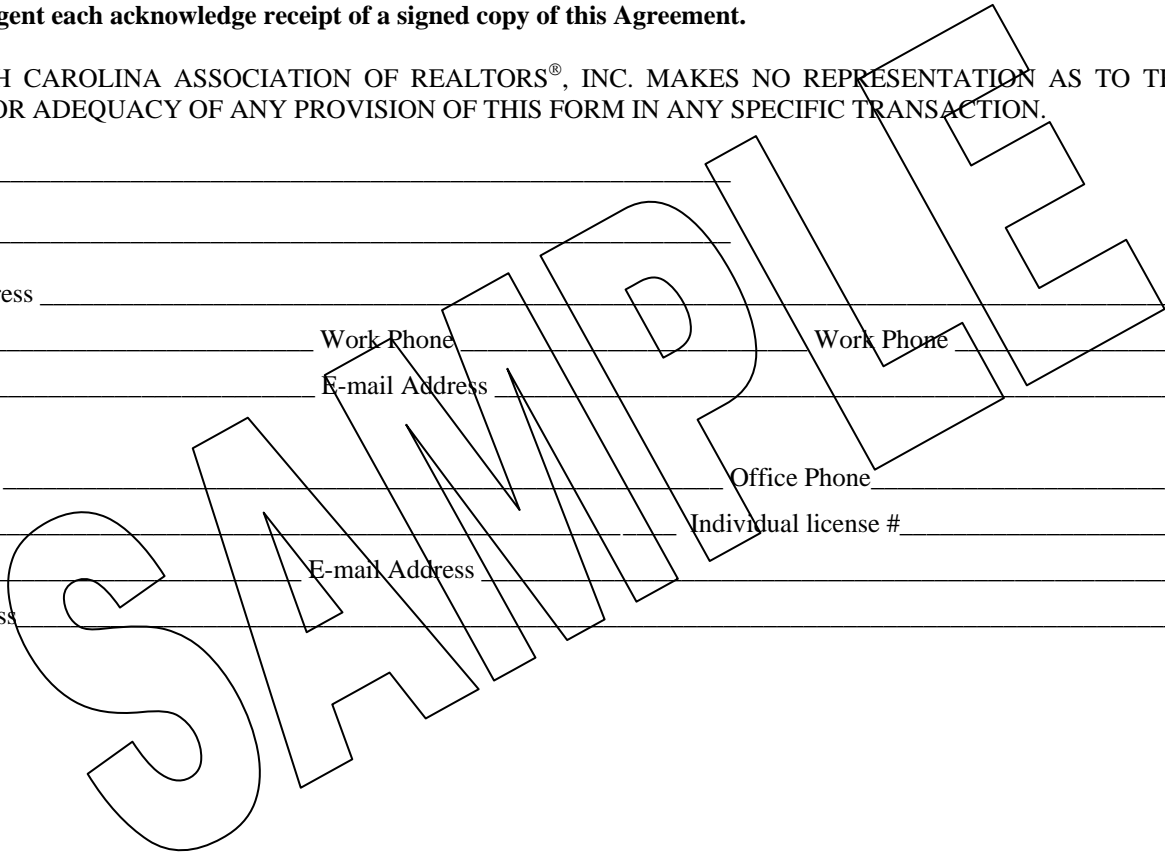 gent each acknowledge receipt of a signed copy of this Agreement.
H CAROLINA ASSOCIATION OF REALTORS®, INC. MAKES NO REPRESENTATION AS TO TH
OR ADEQUACY OF ANY PROVISION OF THIS FORM IN ANY SPECIFIC TRANSACTION.
ress
Work Phone Work Phone
E-mail Address
Office Phone
Individual license #
E-mail Address
ss
SAMPLE